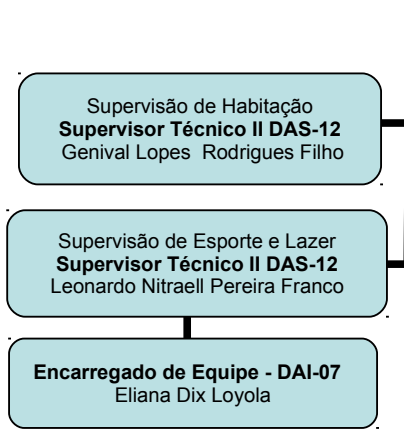 Supervisão de Habitação
Supervisor Técnico II DAS-12
Genival Lopes Rodrigues Filho
Supervisão de Esporte e Lazer
Supervisor Técnico II DAS-12
Leonardo Nitraell Pereira Franco
Encarregado de Equipe - DAI-07
Eliana Dix Loyola